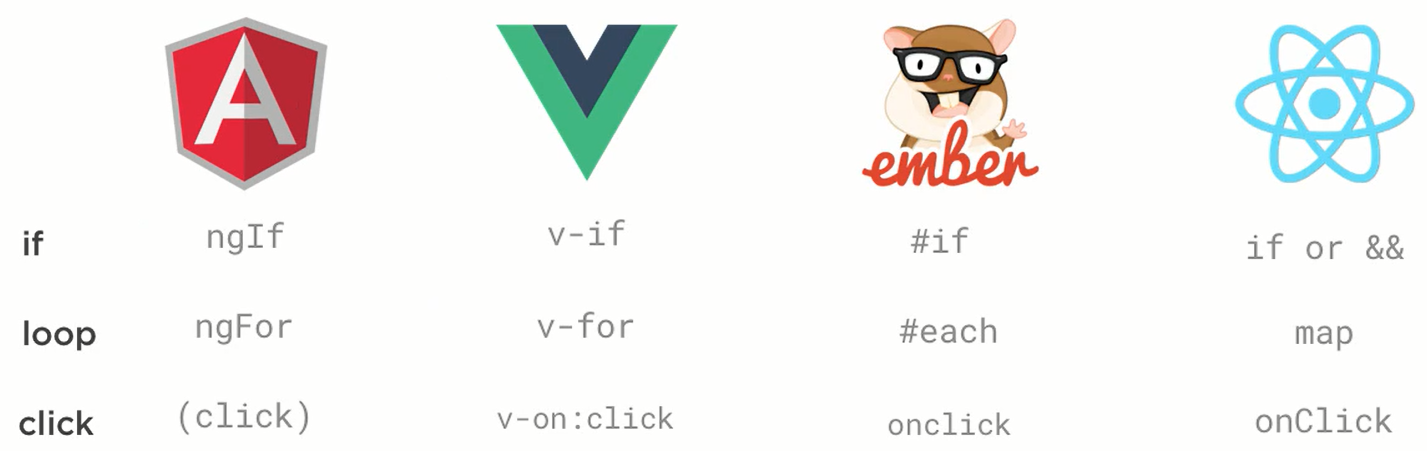 A
ember
if ngIf v-if #if if or &&
loop ngFor v-for #each map
click (click) v-on:click onclick onClick